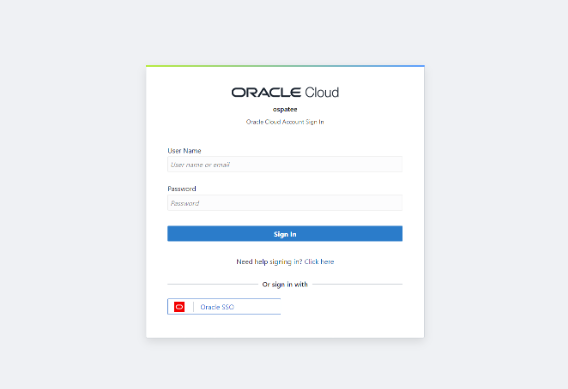 ORACLE Cloud
ospatee
Oracle Cloud Account Sign In
User Name
User name or email
Password
Password
Sign In
Need help signing in? Click here
Or sign in with
Oracle SSO